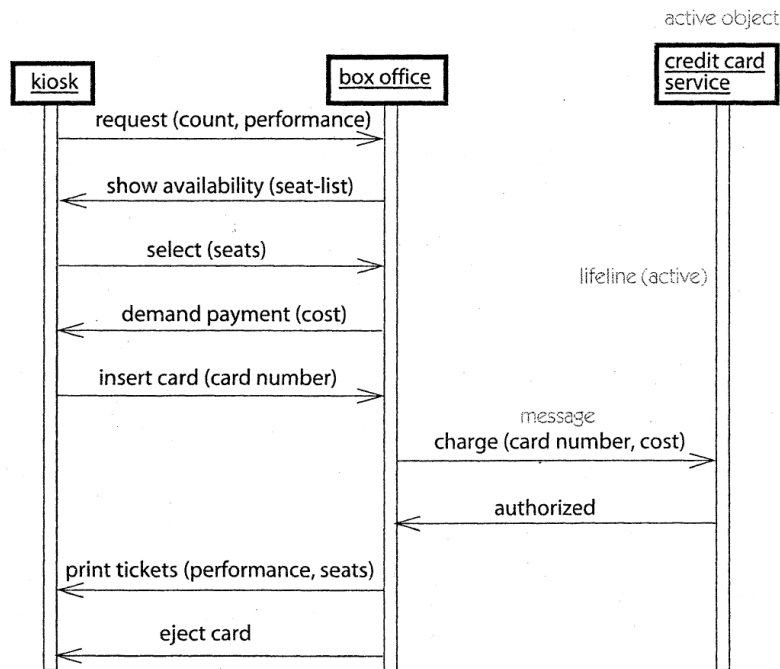 active object
kiosk
box office
credit card
service
request (count, performance)
show availability (seat-list)
select (seats)
lifeline (active)
demand payment (cost)
insert card (card number)
message
charge (card number, cost)
authorized
print tickets (performance, seats)
eject card